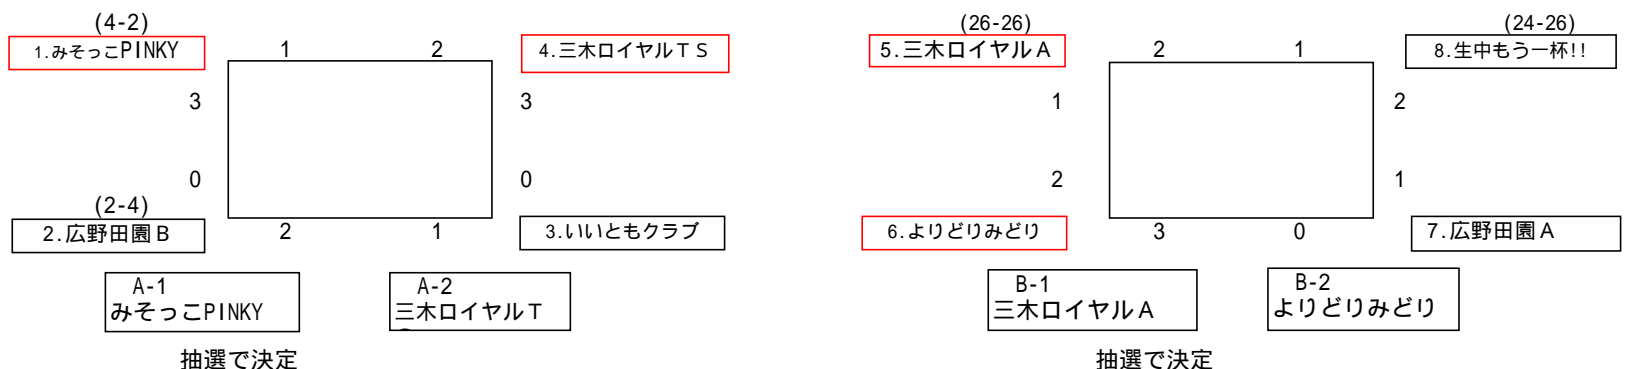 (4-2)
1.みそっこPINKY
1
2
4.三木ロイヤルＴＳ
3
3
0
0
(2-4)
2.広野田園Ｂ
2
1
3.いいともクラブ
A-1
みそっこPINKY
A-2
三木ロイヤルＴ
抽選で決定
(26-26)
5.三木ロイヤルＡ
2
1
(24-26)
8.生中もう一杯!!
1
2
2
1
6.よりどりみどり
3
0
7.広野田園Ａ
B-1
三木ロイヤルＡ
B-2
よりどりみどり
抽選で決定